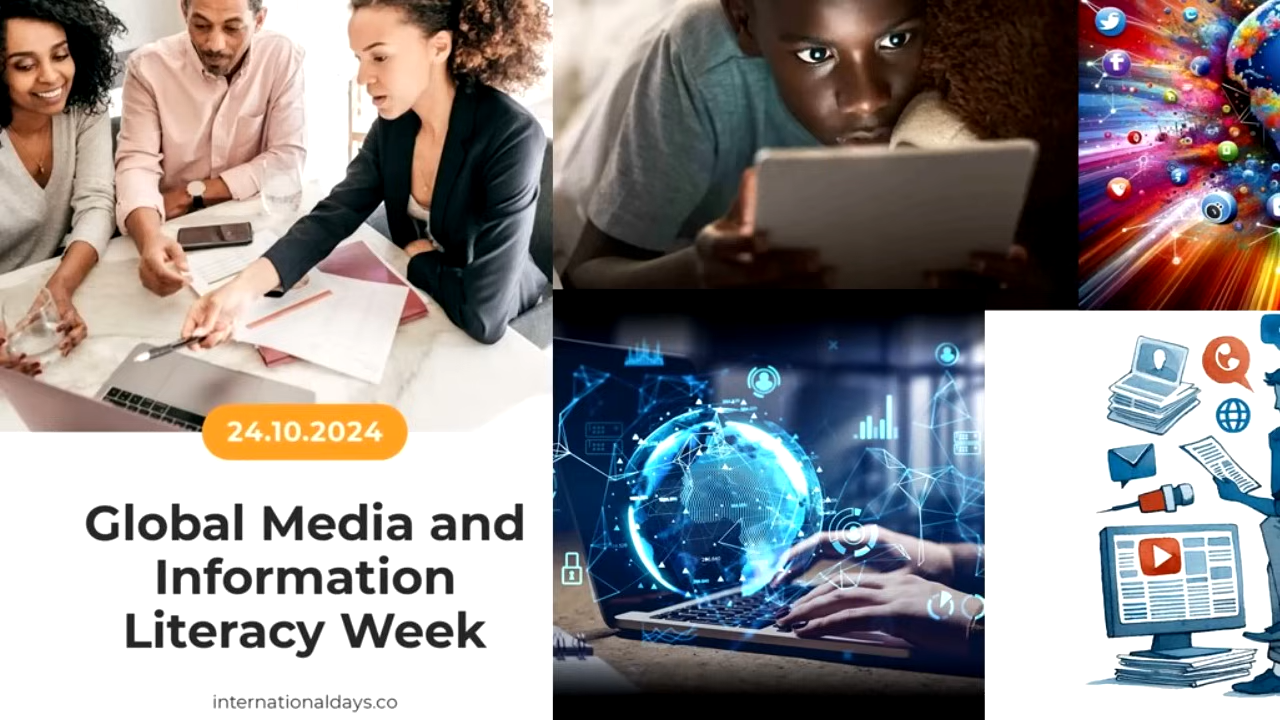 24.10.2024
Global Media and
Information
Literacy Week
internationaldays.co